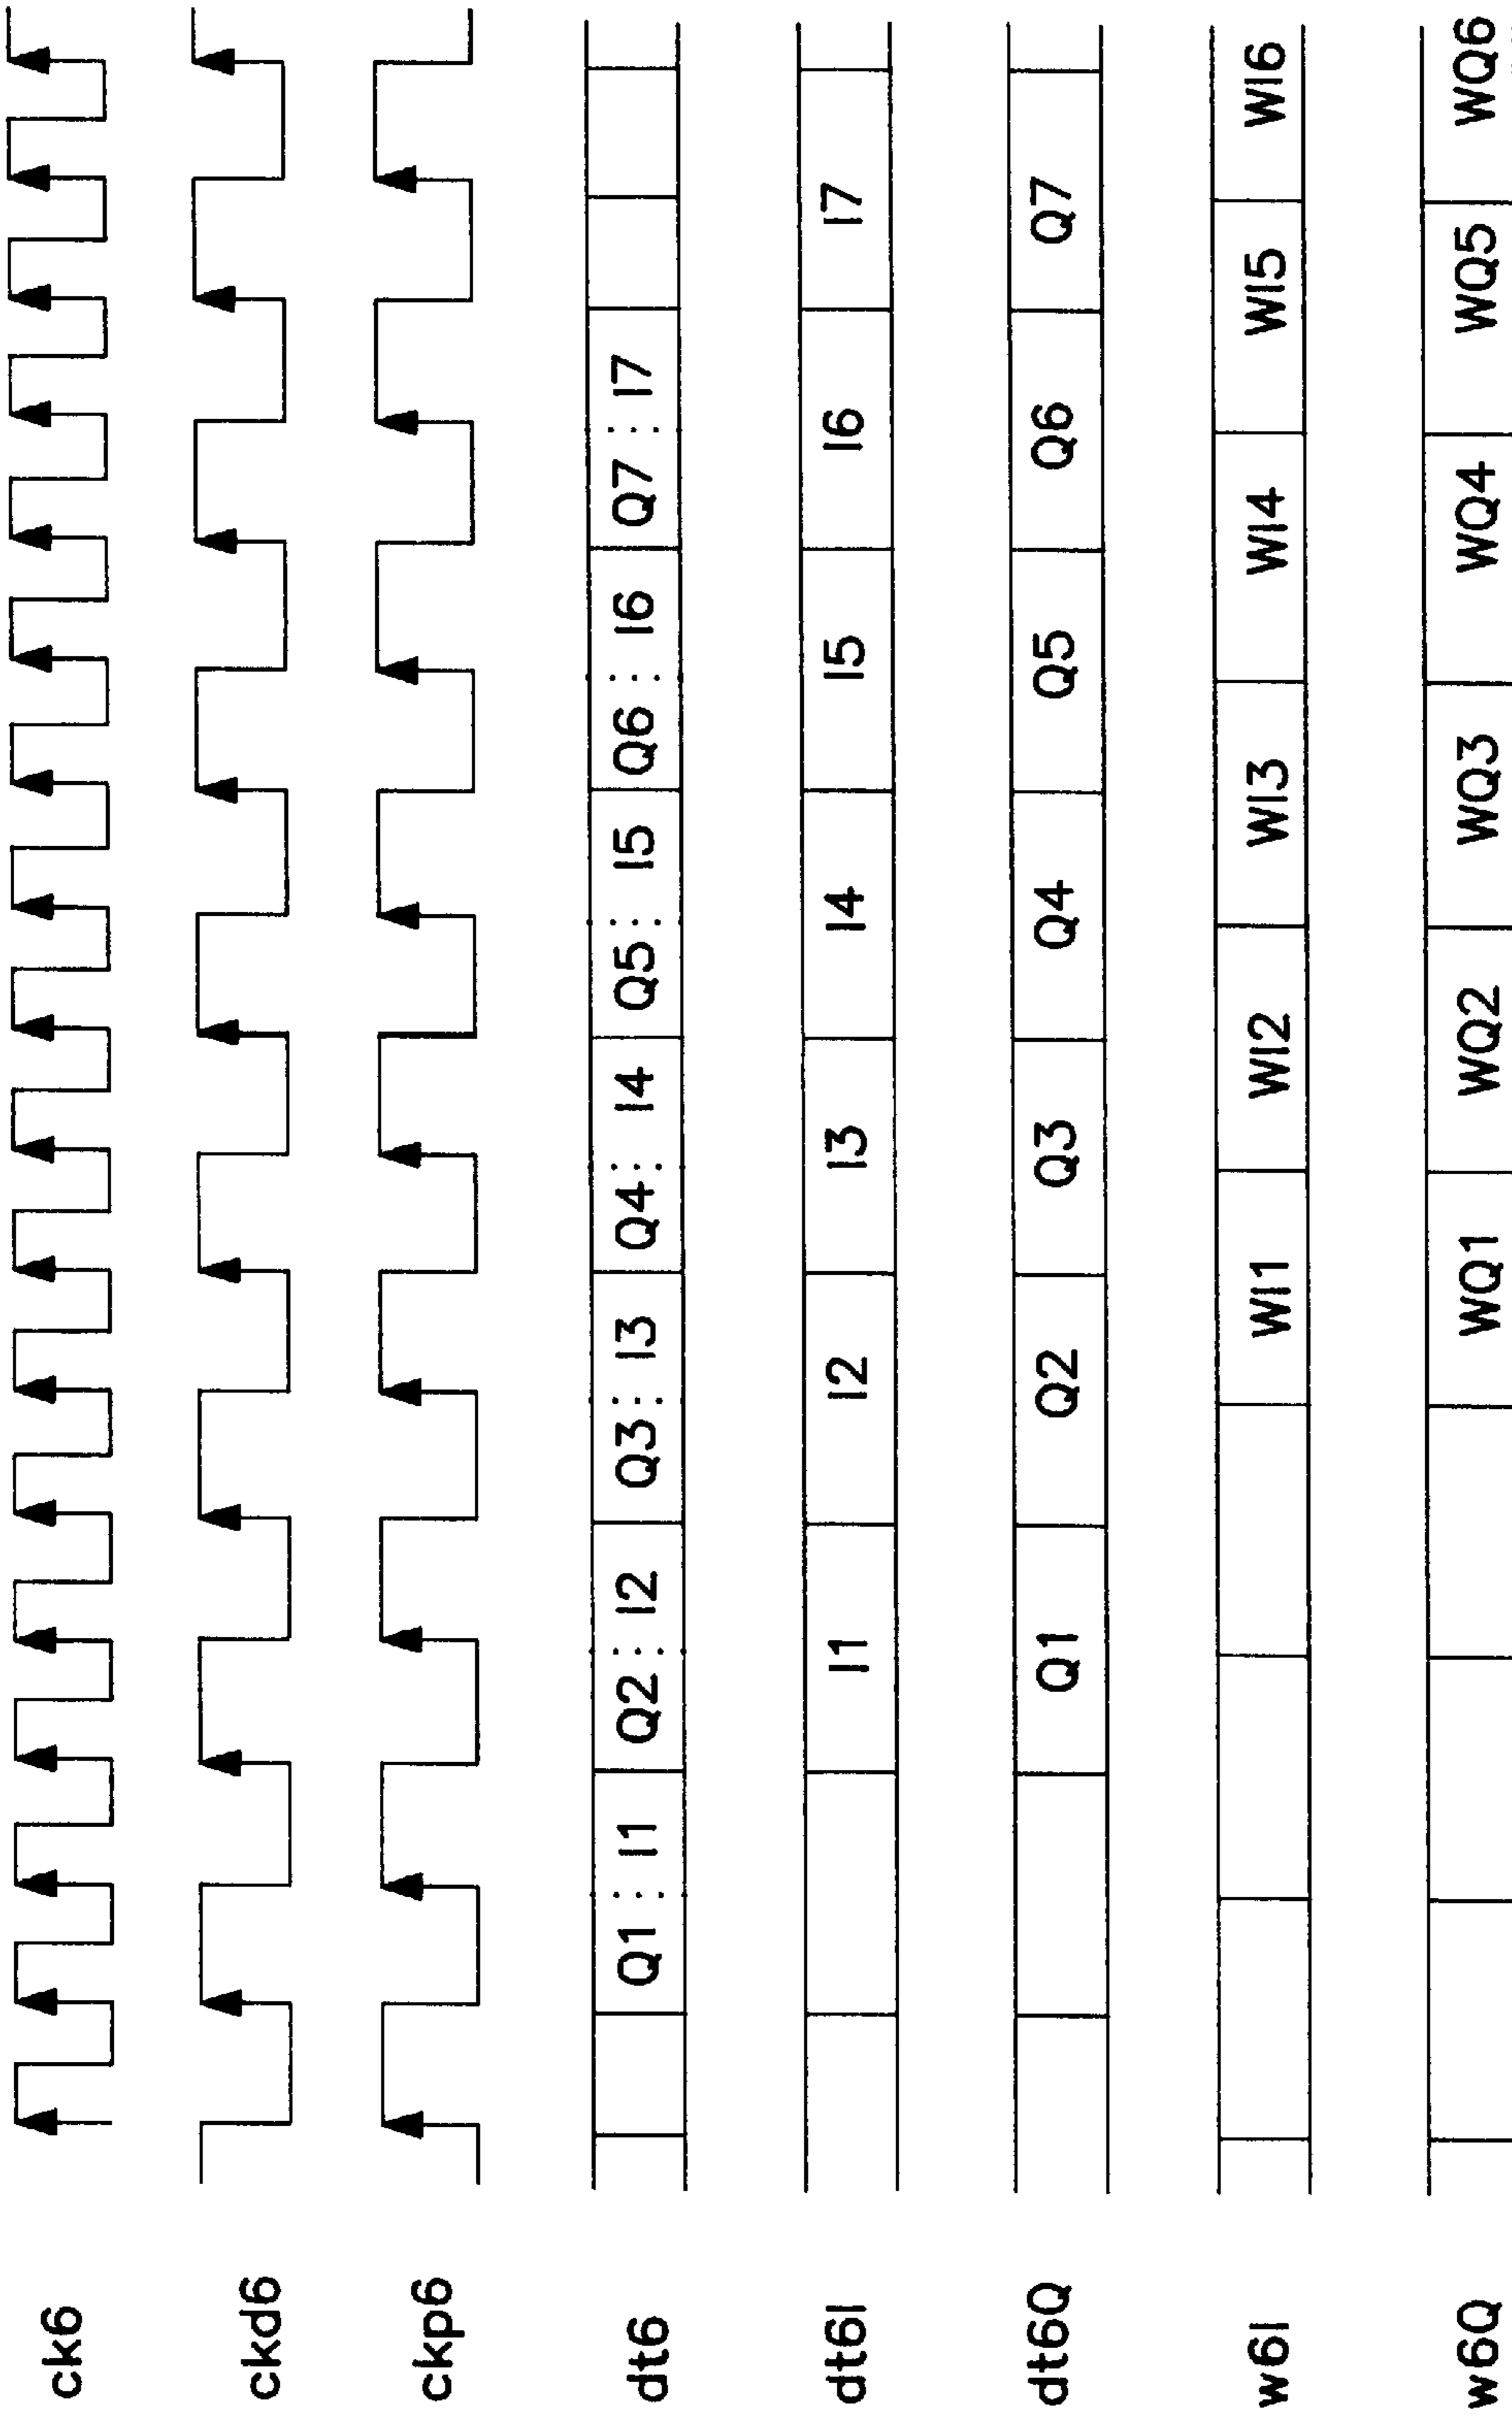 ck6
ckd6
ckp6
dt6 Q1 I1 Q2 I2 Q3 I3 Q4 I4 Q5 I5 Q6 I6 Q7 I7
dt6I I1 I2 I3 I4 I5 I6 I7
dt6Q Q1 Q2 Q3 Q4 Q5 Q6 Q7
w6I WI1 WI2 WI3 WI4 WI5 WI6
w6Q WQ1 WQ2 WQ3 WQ4 WQ5 WQ6